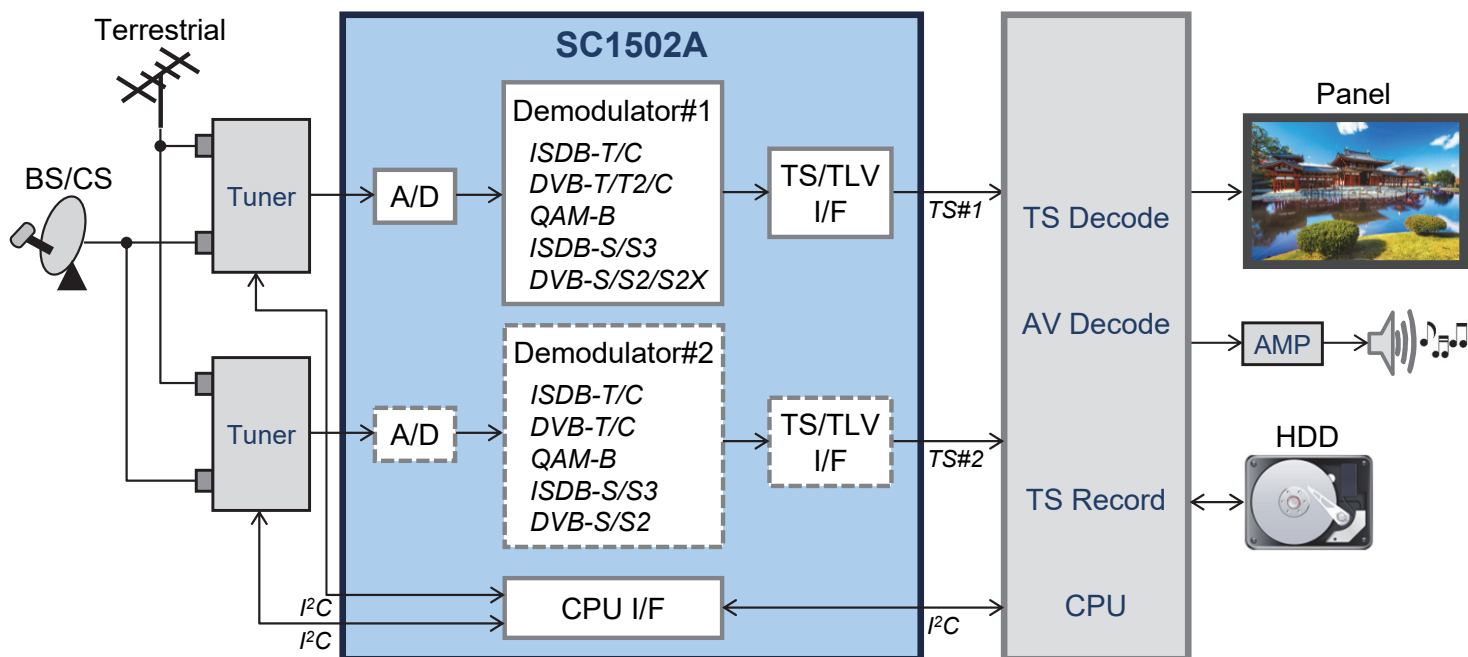 Terrestrial
BS/CS
Tuner
Tuner
SC1502A
A/D
Demodulator#1
ISDB-T/C
DVB-T/T2/C
QAM-B
ISDB-S/S3
DVB-S/S2/S2X
TS/TLV
I/F
TS#1
A/D
Demodulator#2
ISDB-T/C
DVB-T/C
QAM-B
ISDB-S/S3
DVB-S/S2
TS/TLV
I/F
TS#2
I²C
I²C
CPU I/F
I²C
TS Decode
AV Decode
TS Record
CPU
Panel
AMP
HDD